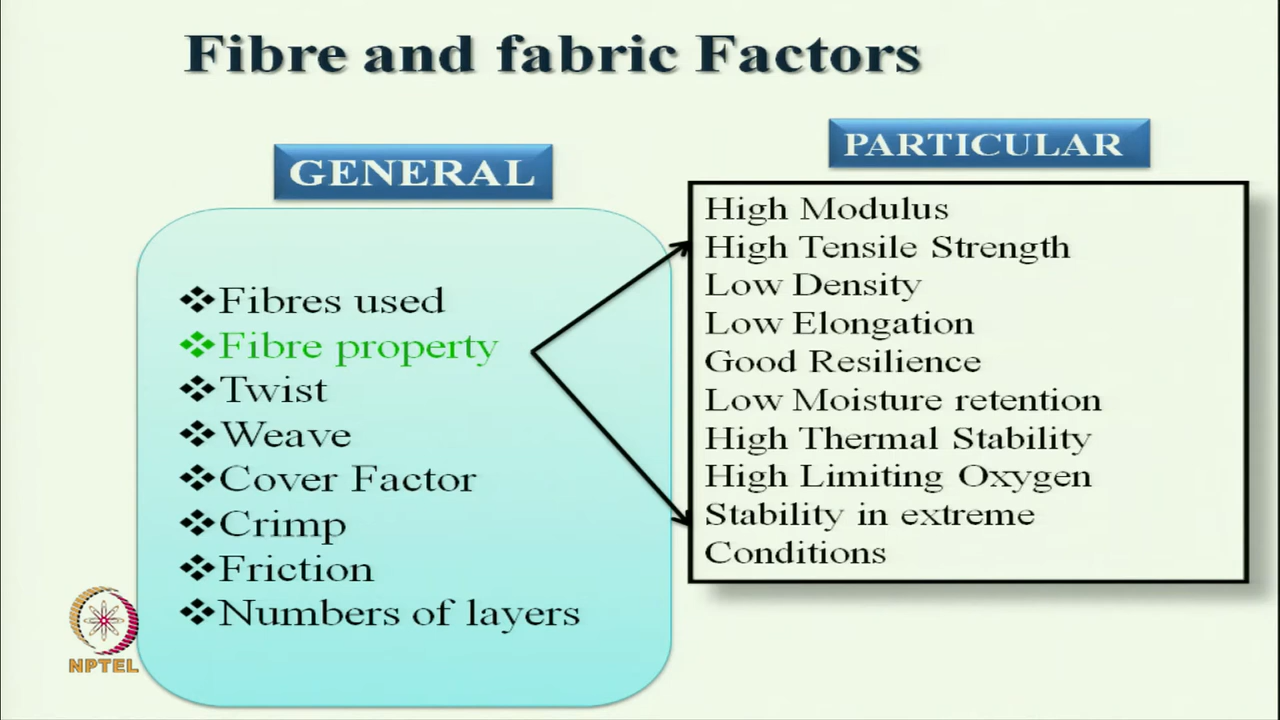 Fibre and fabric Factors
GENERAL
❖Fibres used
❖Fibre property
❖Twist
❖Weave
❖Cover Factor
❖Crimp
❖Friction
❖Numbers of layers
PARTICULAR
High Modulus
High Tensile Strength
Low Density
Low Elongation
Good Resilience
Low Moisture retention
High Thermal Stability
High Limiting Oxygen
Stability in extreme
Conditions
NPTEL